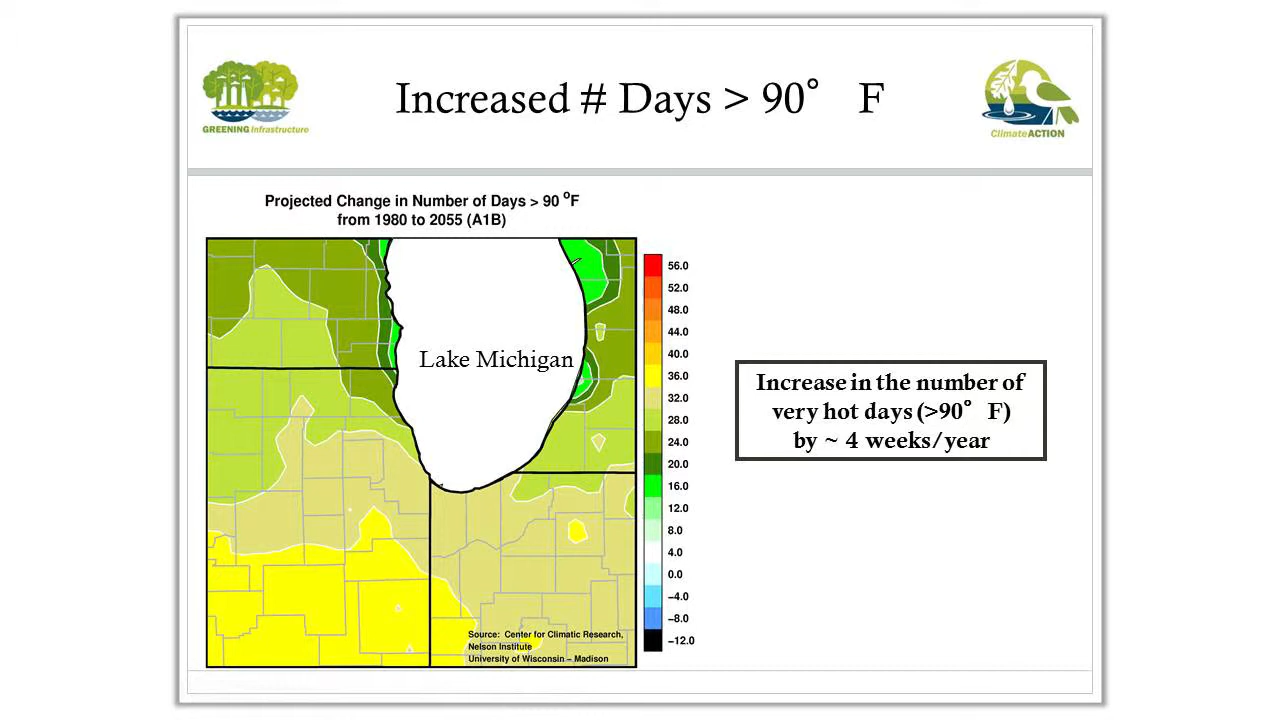 Increased # Days > 90° F
GREENING Infrastructure
ClimateACTION
Projected Change in Number of Days > 90 °F
from 1980 to 2055 (A1B)
Lake Michigan
56.0
52.0
48.0
44.0
40.0
36.0
32.0
28.0
24.0
20.0
16.0
12.0
8.0
4.0
0.0
−4.0
−8.0
−12.0
Source: Center for Climatic Research,
Nelson Institute
University of Wisconsin – Madison
Increase in the number of
very hot days (>90° F)
by ~ 4 weeks/year